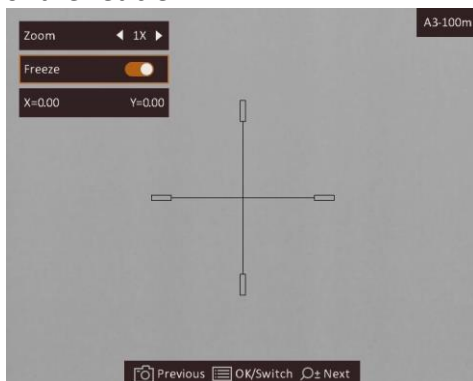 A3-100m
Zoom 1X
Freeze
X=0.00 Y=0.00
Previous OK/Switch Next